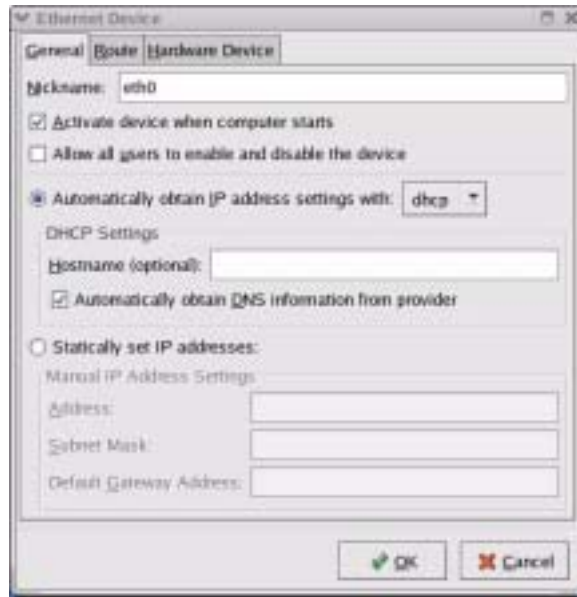 Ethernet Device
General Route Hardware Device
Nickname: eth0
Activate device when computer starts
Allow all users to enable and disable the device
Automatically obtain IP address settings with: dhcp
DHCP Settings
Hostname (optional):
Automatically obtain DNS information from provider
Statically set IP addresses:
Manual IP Address Settings
Address:
Subnet Mask:
Default Gateway Address:
OK Cancel